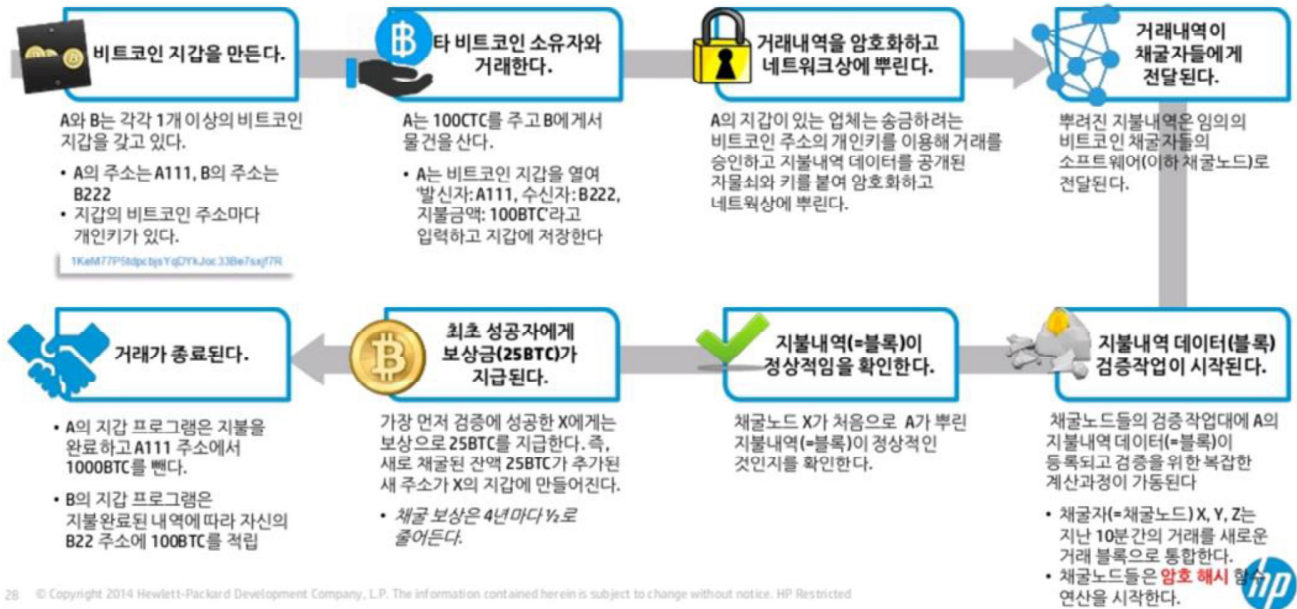 비트코인 지갑을 만든다.
A와 B는 각각 1개 이상의 비트코인
지갑을 갖고 있다.
• A의 주소는 A111, B의 주소는
B222
• 지갑의 비트코인 주소마다
개인키가 있다.
타 비트코인 소유자와
거래한다.
A는 100CTC를 주고 B에게서
물건을 산다.
• A는 비트코인 지갑을 열여
'발신자: A111, 수신자: B222,
지불금액: 100BTC'라고
입력하고 지갑에 저장한다
거래내역을 암호화하고
네트워크상에 뿌린다.
A의 지갑이 있는 업체는 송금하려는
비트코인 주소의 개인키를 이용해 거래를
승인하고 지불내역 데이터를 공개된
자물쇠와 키를 붙여 암호화하고
네트웍상에 뿌린다.
거래내역이
채굴자들에게
전달된다.
뿌려진 지불내역은 임의의
비트코인 채굴자들의
소프트웨어(이하 채굴노드)로
전달된다.
지불내역 데이터(블록)
검증작업이 시작된다.
채굴노드들의 검증작업대에 A의
지불내역 데이터(=블록)이
등록되고 검증을 위한 복잡한
계산과정이 가동된다
• 채굴자(=채굴노드) X, Y, Z는
지난 10분간의 거래를 새로운
거래 블록으로 통합한다.
• 채굴노드들은 암호 해시 함수
연산을 시작한다.
지불내역(=블록)이
정상적임을 확인한다.
채굴노드 X가 처음으로 A가 뿌린
지불내역(=블록)이 정상적인
것인지를 확인한다.
최초 성공자에게
보상금(25BTC)가
지급된다.
가장 먼저 검증에 성공한 X에게는
보상으로 25BTC를 지급한다. 즉,
새로 채굴된 잔액 25BTC가 추가된
새 주소가 X의 지갑에 만들어진다.
• 채굴 보상은 4년마다 ½로
줄어든다.
거래가 종료된다.
• A의 지갑 프로그램은 지불을
완료하고 A111 주소에서
1000BTC를 뺀다.
• B의 지갑 프로그램은
지불완료된 내역에 따라 자신의
B22 주소에 100BTC를 적립
28 © Copyright 2014 Hewlett-Packard Development Company, L.P. The information contained herein is subject to change without notice. HP Restricted
hp